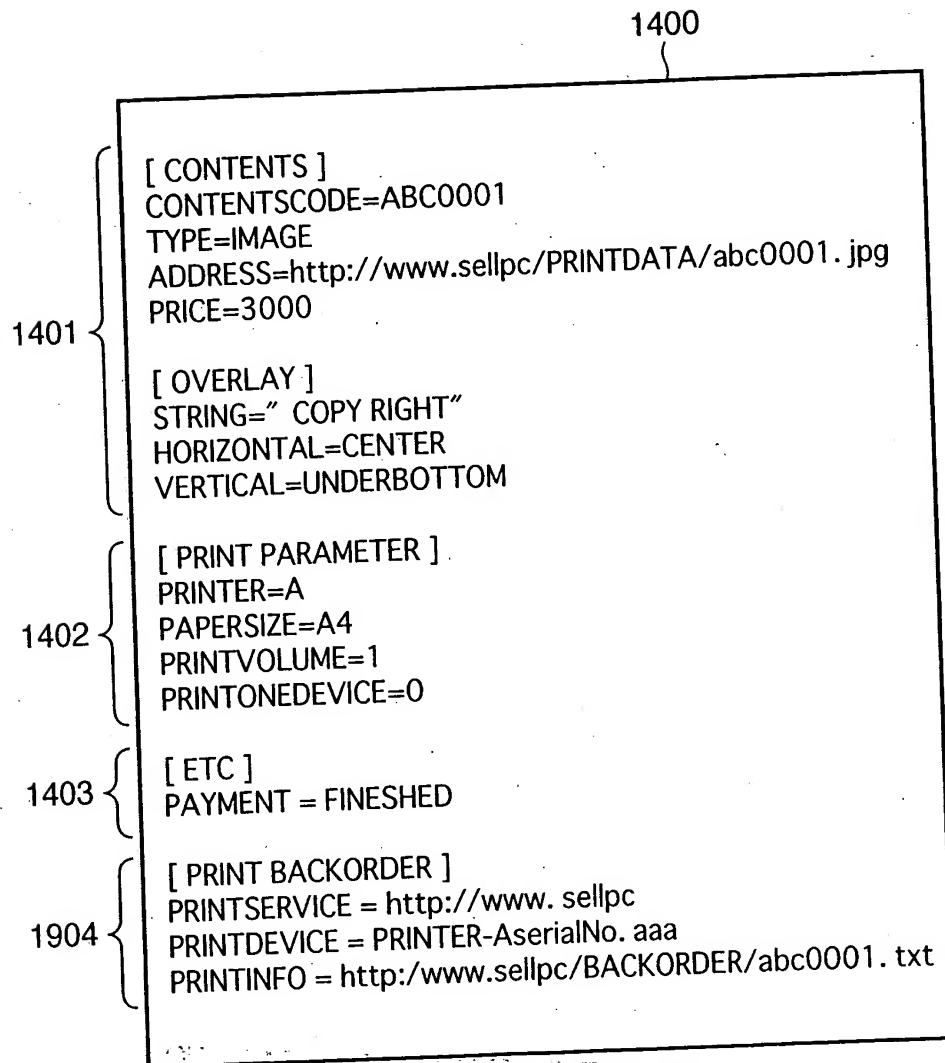 1400
[ CONTENTS ]
CONTENTSCODE=ABC0001
TYPE=IMAGE
ADDRESS=http://www.sellpc/PRINTDATA/abc0001.jpg
PRICE=3000
1401
[ OVERLAY ]
STRING=" COPY RIGHT"
HORIZONTAL=CENTER
VERTICAL=UNDERBOTTOM
[ PRINT PARAMETER ]
PRINTER=A
1402
PAPERSIZE=A4
PRINTVOLUME=1
PRINTONEDEVICE=0
[ ETC ]
1403
PAYMENT = FINESHED
[ PRINT BACKORDER ]
PRINTSERVICE = http://www. sellpc
1904
PRINTDEVICE = PRINTER-AserialNo. aaa
PRINTINFO = http:/www.sellpc/BACKORDER/abc0001. txt